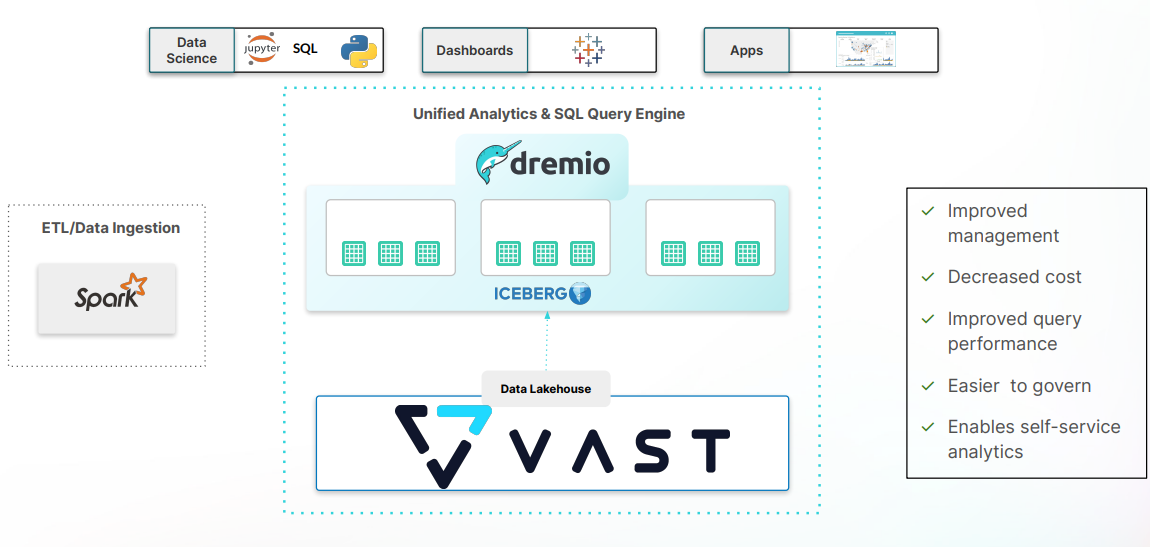 Data
Science
jupyter
SQL
Dashboards
Apps
Unified Analytics & SQL Query Engine
dremio
ETL/Data Ingestion
Spark
ICEBERG
Data Lakehouse
VAST
Improved
management
Decreased cost
Improved query
performance
Easier  to govern
Enables self-service
analytics